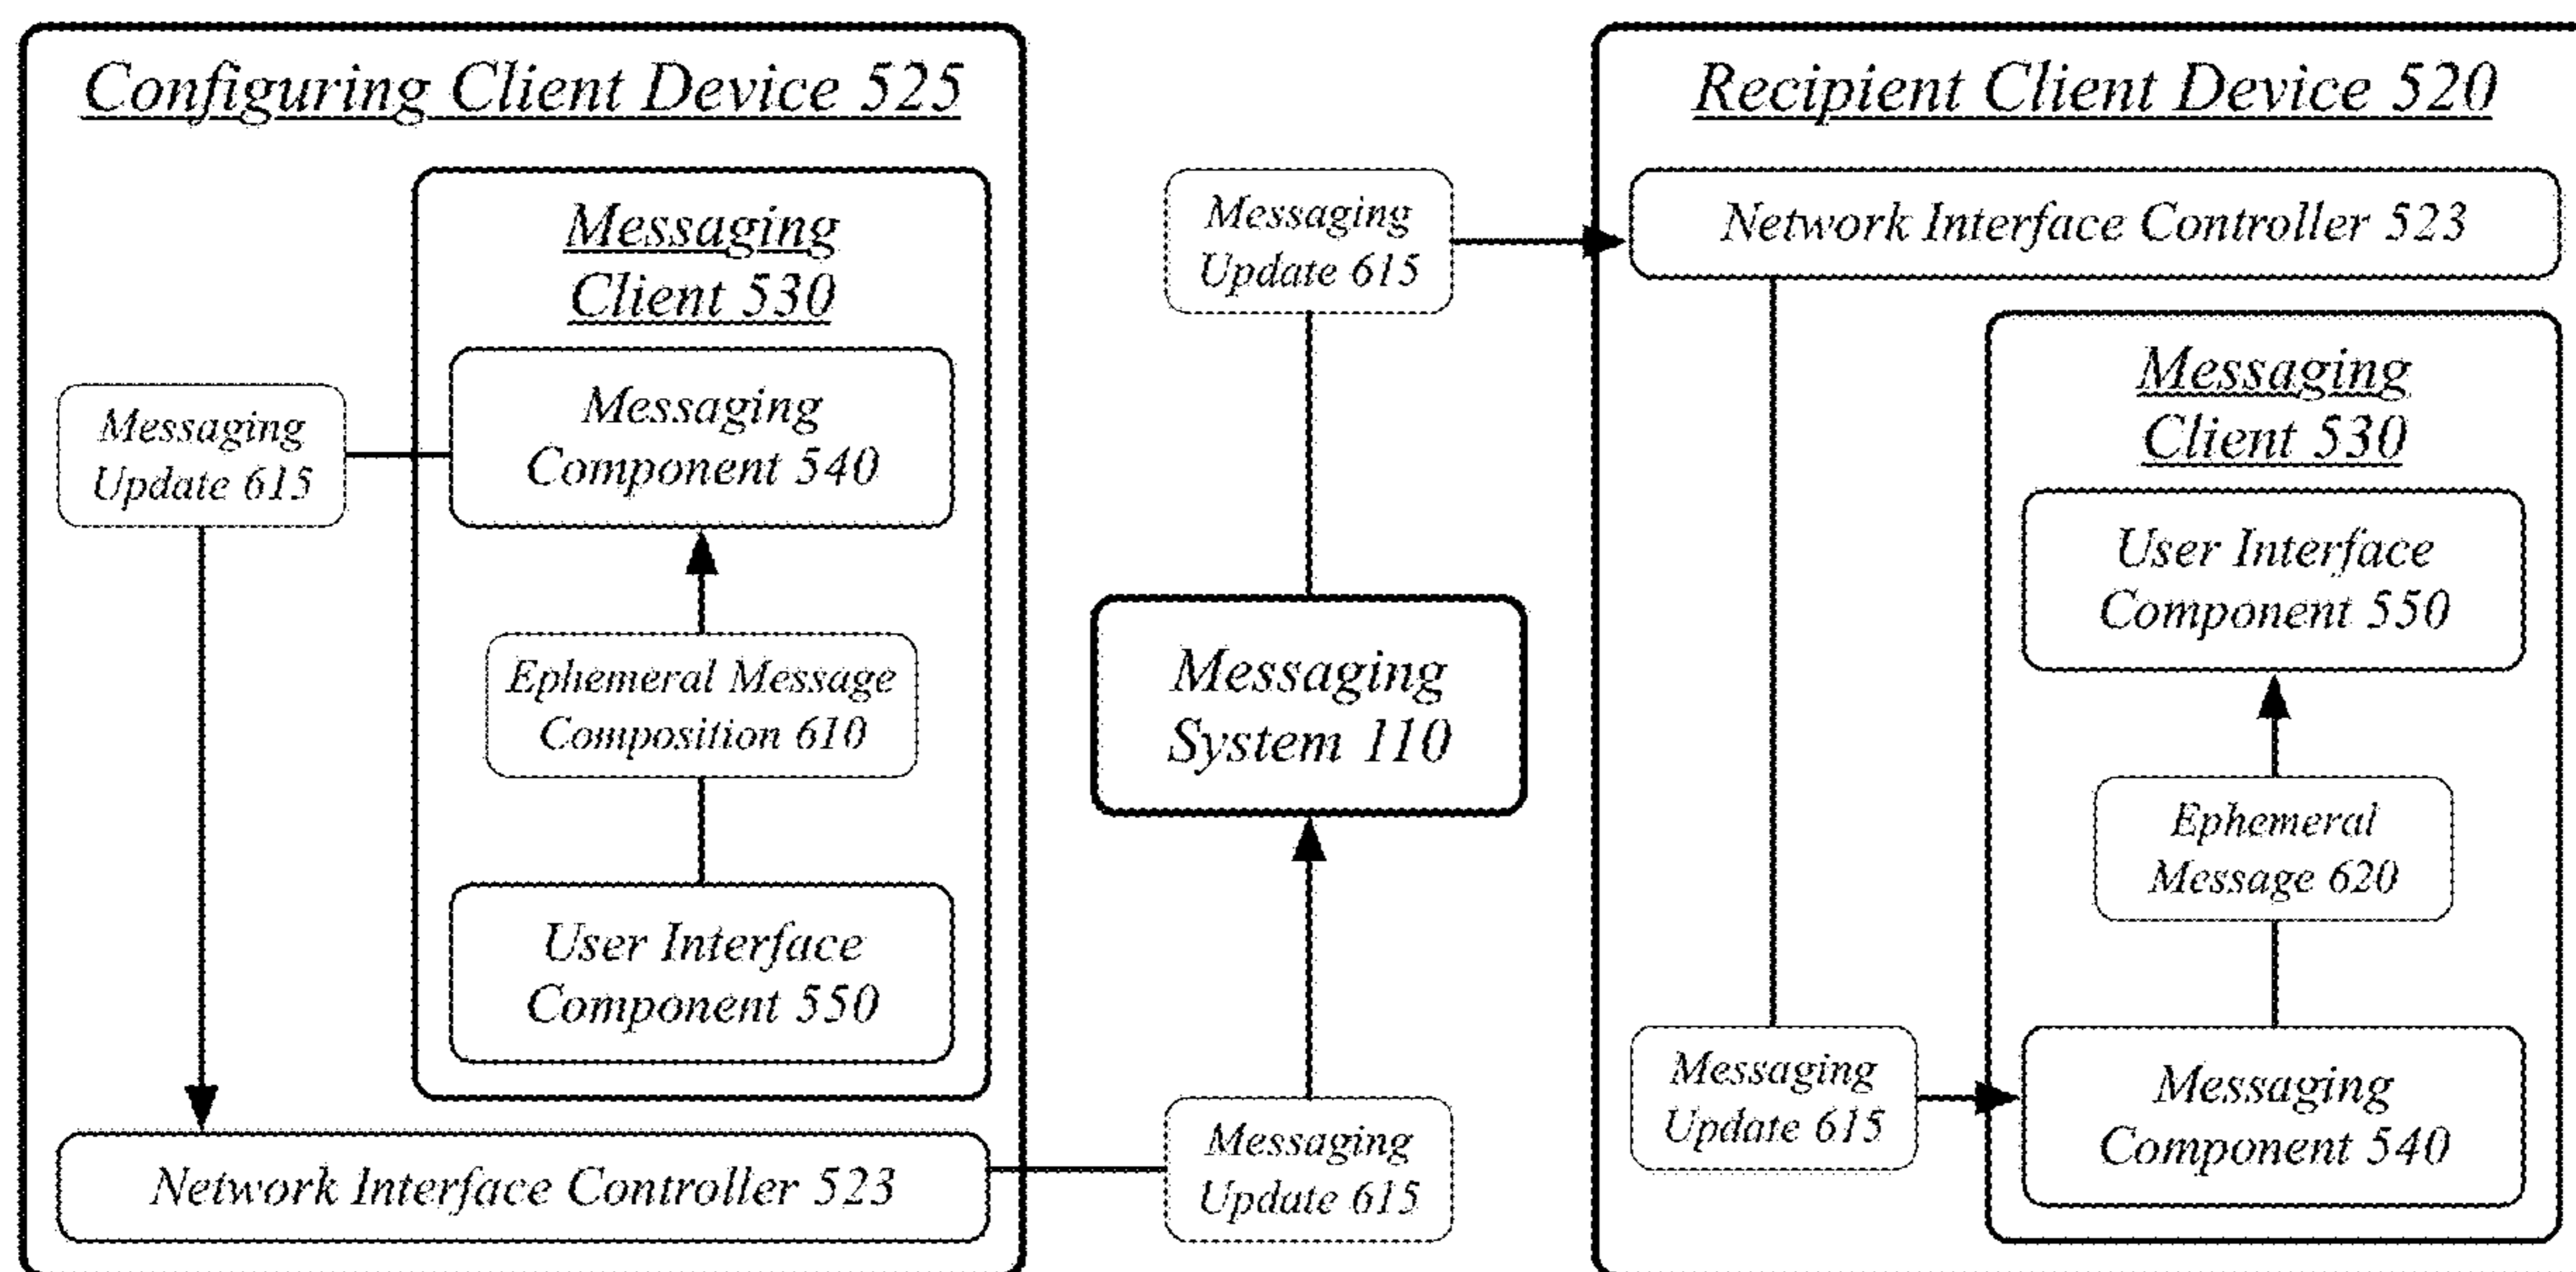 Configuring Client Device 525
Messaging
Client 530
Messaging
Component 540
Messaging
Update 615
Ephemeral Message
Composition 610
User Interface
Component 550
Network Interface Controller 523
Messaging
Update 615
Messaging
System 110
Messaging
Update 615
Recipient Client Device 520
Network Interface Controller 523
Messaging
Client 530
User Interface
Component 550
Ephemeral
Message 620
Messaging
Update 615
Messaging
Component 540